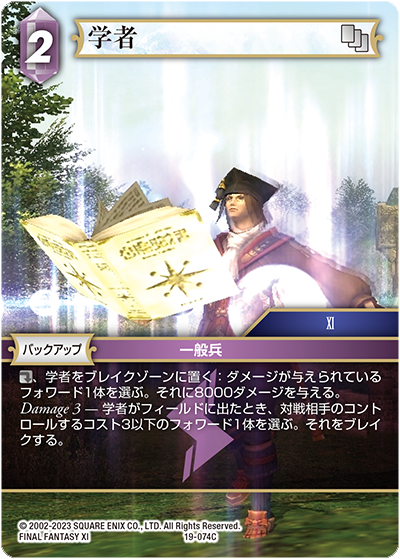 2
学者
XI
バックアップ
一般兵
、学者をブレイクゾーンに置く:ダメージが与えられている
フォワード1体を選ぶ。それに8000ダメージを与える。
Damage 3 ― 学者がフィールドに出たとき、対戦相手のコント
ロールするコスト3以下のフォワード1体を選ぶ。それをブレイ
クする。
© 2002-2023 SQUARE ENIX CO., LTD. All Rights Reserved.
FINAL FANTASY XI
19-074C